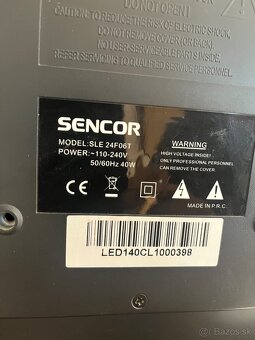 DO NOT OPEN
TO REDUCE THE RISK OF ELECTRIC SHOCK,
DO NOT REMOVE COVER (OR BACK).
NO USER SERVICEABLE PARTS INSIDE.
REFER TO QUALIFIED SERVICE PERSONNEL.
SENCOR
MODEL: SLE 24F06T
POWER: ~110-240V
50/60Hz 40W
WARNING
HIGH VOLTAGE INSIDE!
ONLY PROFESSIONAL PERSONNEL
CAN REMOVE THE COVER.
CE
MADE IN P.R.C.
LED140CL1000398
bazos.sk